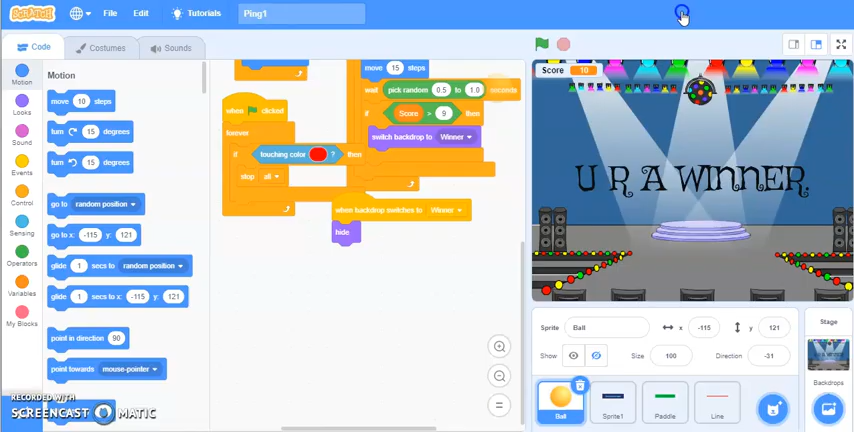 SCRATCH File Edit Tutorials Ping1
Code Costumes Sounds
Motion
Looks
Sound
Events
Control
Sensing
Operators
Variables
My Blocks
Motion
move 10 steps
turn 15 degrees
turn 15 degrees
go to random position
go to x: -115 y: 121
glide 1 secs to random position
glide 1 secs to x: -115 y: 121
point in direction 90
point towards mouse-pointer
when clicked
forever
if touching color ? then
stop all
move 15 steps
wait pick random 0.5 to 1.0 seconds
if Score > 9 then
switch backdrop to Winner
when backdrop switches to Winner
hide
Score 10
U R A WINNER.
Sprite Ball x -115 y 121
Show Size 100 Direction -31
Ball Sprite1 Paddle Line
Stage
Backdrops
RECORDED WITH
SCREENCAST MATIC